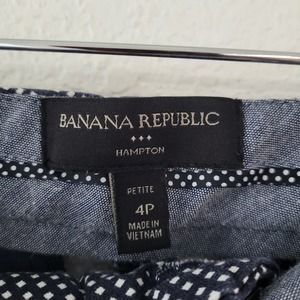 BANANA REPUBLIC
HAMPTON
PETITE
4P
MADE IN
VIETNAM